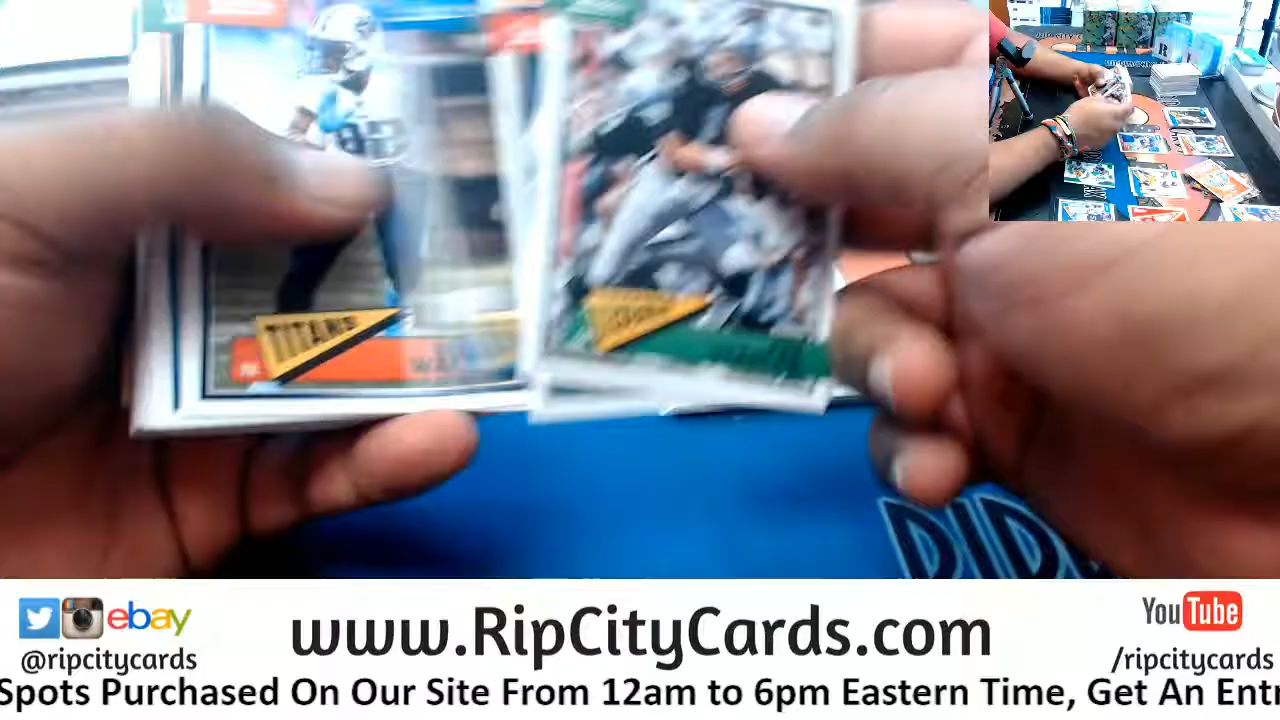 TITANS
www.RipCityCards.com
ebay
@ripcitycards
YouTube
/ripcitycards
Spots Purchased On Our Site From 12am to 6pm Eastern Time, Get An Entr